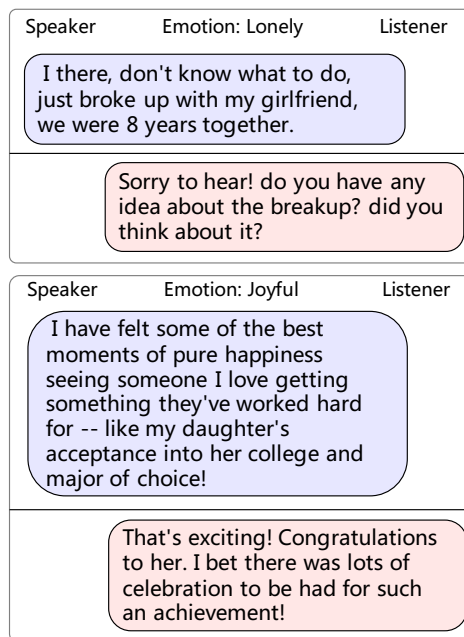 Speaker Emotion: Lonely Listener
I there, don't know what to do,
just broke up with my girlfriend,
we were 8 years together.
Sorry to hear! do you have any
idea about the breakup? did you
think about it?
Speaker Emotion: Joyful Listener
I have felt some of the best
moments of pure happiness
seeing someone I love getting
something they've worked hard
for -- like my daughter's
acceptance into her college and
major of choice!
That's exciting! Congratulations
to her. I bet there was lots of
celebration to be had for such
an achievement!